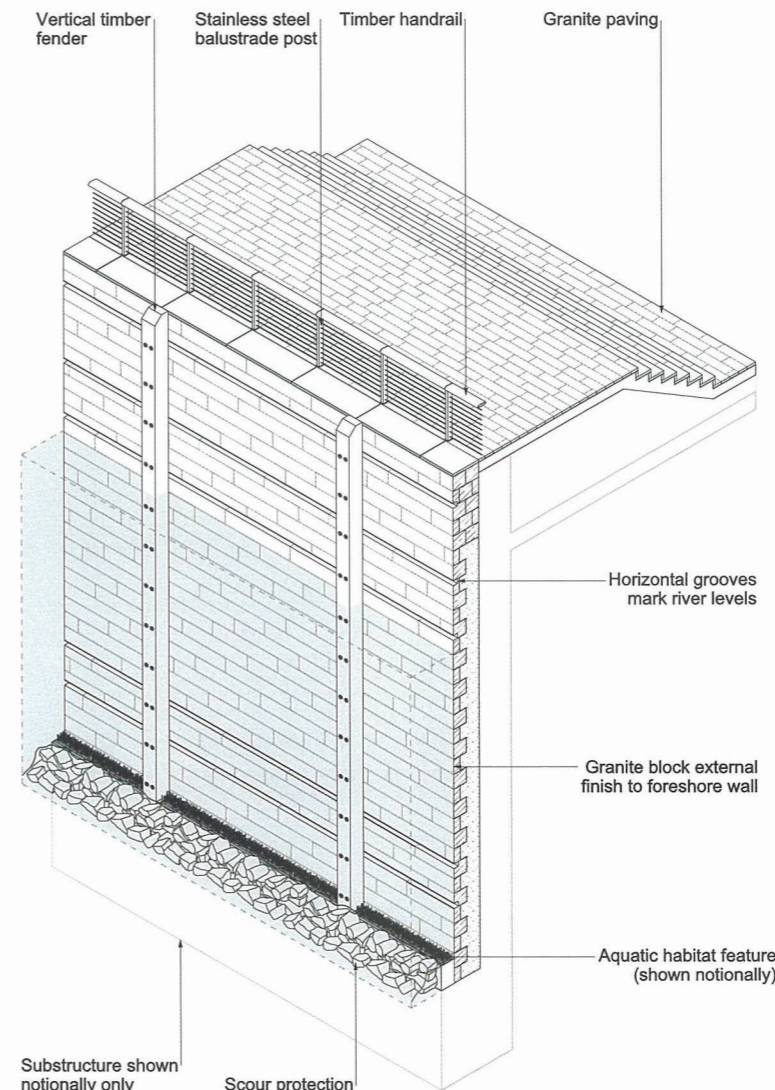 Vertical timber
fender
Stainless steel
balustrade post
Timber handrail
Granite paving
Horizontal grooves
mark river levels
Granite block external
finish to foreshore wall
Aquatic habitat feature
(shown notionally)
Substructure shown
notionally only
Scour protection